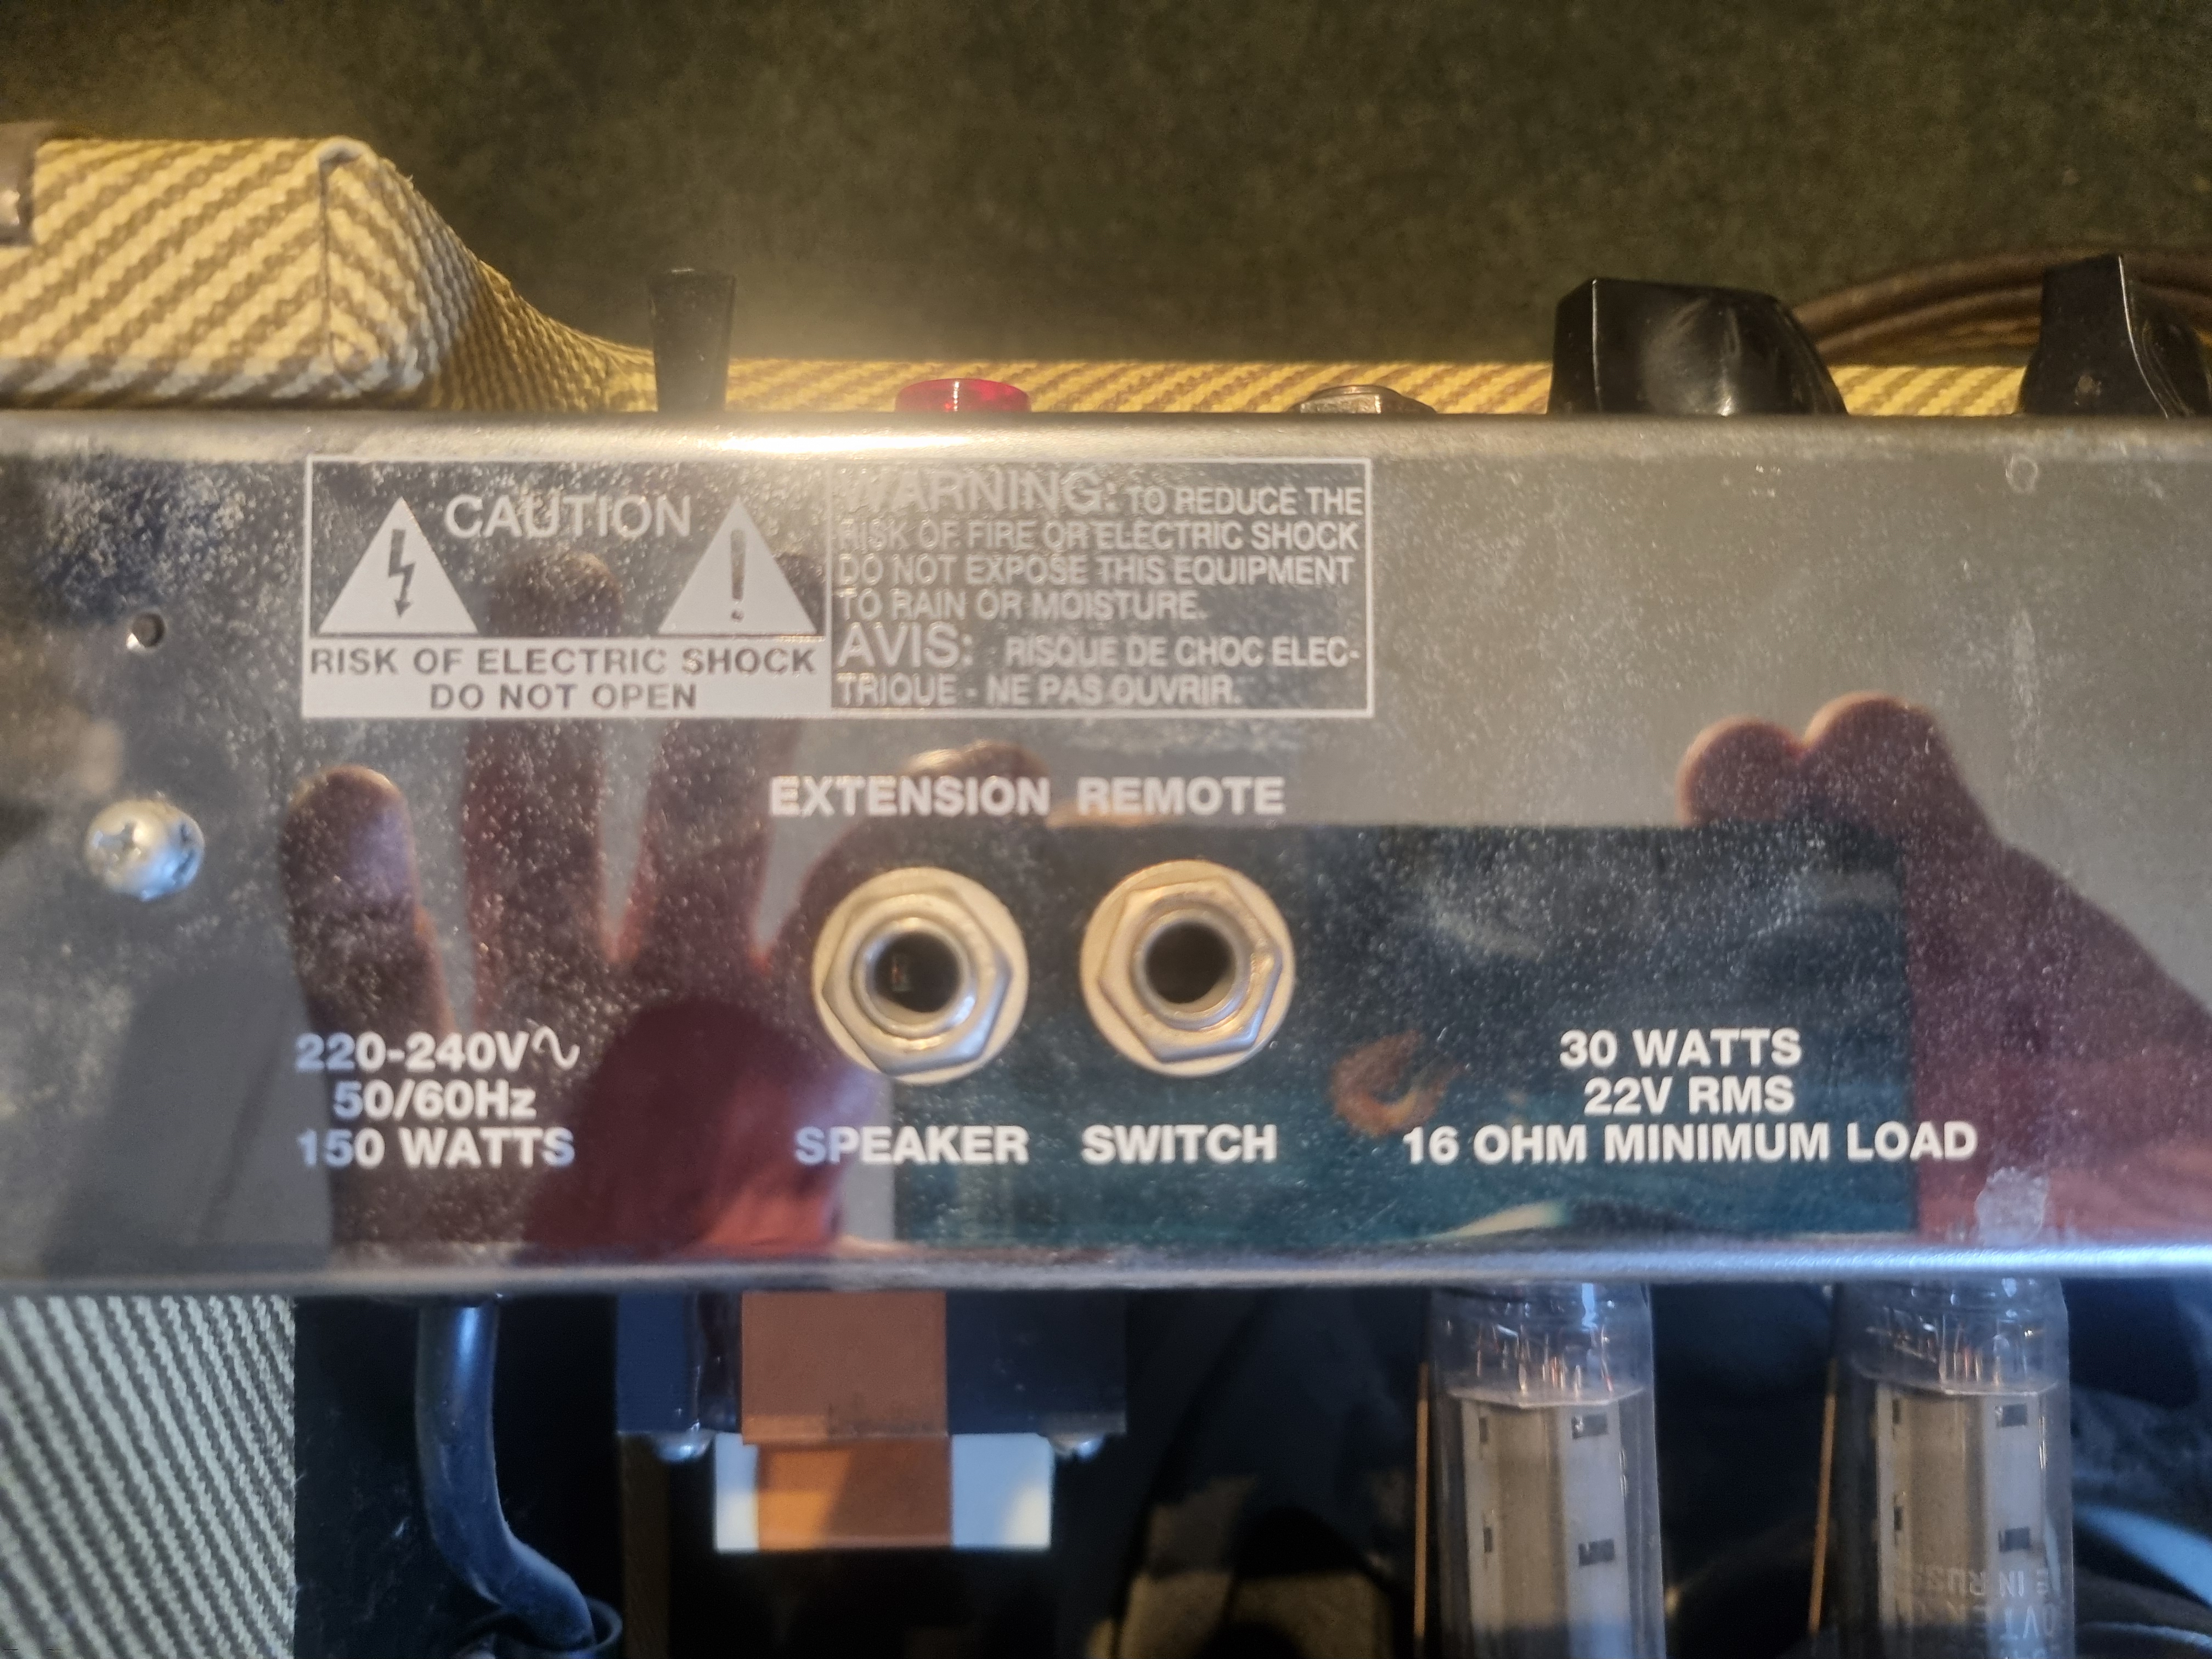 CAUTION
RISK OF ELECTRIC SHOCK
DO NOT OPEN
WARNING: TO REDUCE THE
RISK OF FIRE OR ELECTRIC SHOCK
DO NOT EXPOSE THIS EQUIPMENT
TO RAIN OR MOISTURE.
AVIS: RISQUE DE CHOC ELEC-
TRIQUE - NE PAS OUVRIR.
EXTENSION REMOTE
SPEAKER SWITCH
220-240V∿
50/60Hz
150 WATTS
30 WATTS
22V RMS
16 OHM MINIMUM LOAD